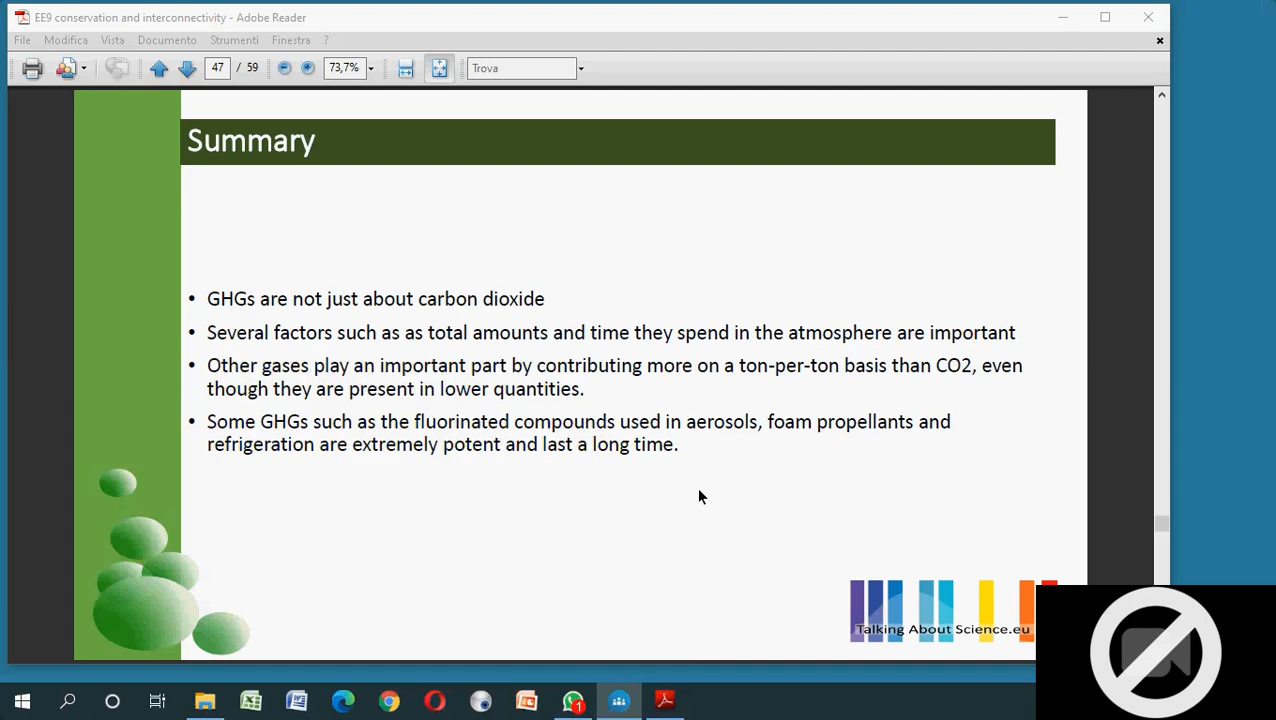 EE9 conservation and interconnectivity - Adobe Reader
File Modifica Vista Documento Strumenti Finestra ?
47 / 59 73,7% Trova
Summary
• GHGs are not just about carbon dioxide
• Several factors such as as total amounts and time they spend in the atmosphere are important
• Other gases play an important part by contributing more on a ton-per-ton basis than CO2, even
though they are present in lower quantities.
• Some GHGs such as the fluorinated compounds used in aerosols, foam propellants and
refrigeration are extremely potent and last a long time.
Talking About Science.eu
1